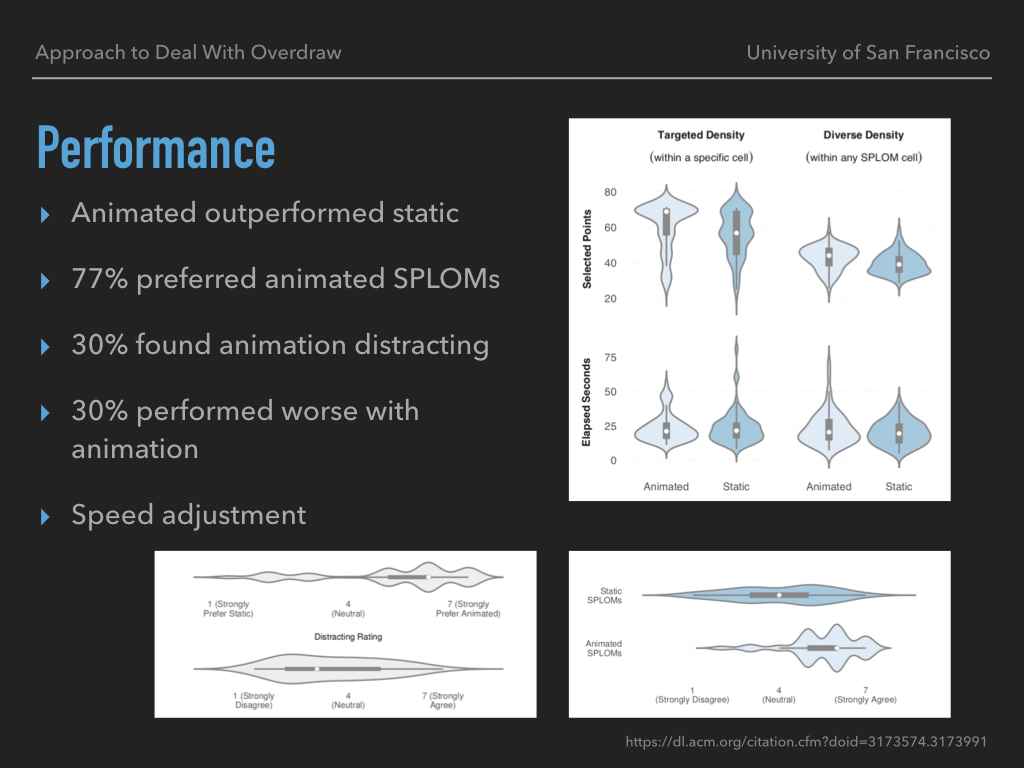 Approach to Deal With Overdraw
University of San Francisco
Performance
Animated outperformed static
77% preferred animated SPLOMs
30% found animation distracting
30% performed worse with
animation
Speed adjustment
Targeted Density
(within a specific cell)
Diverse Density
(within any SPLOM cell)
Selected Points
80
60
40
20
Elapsed Seconds
75
50
25
0
Animated
Static
Animated
Static
1 (Strongly
Prefer Static)
4
(Neutral)
7 (Strongly
Prefer Animated)
Distracting Rating
1 (Strongly
Disagree)
4
(Neutral)
7 (Strongly
Agree)
Static
SPLOMs
Animated
SPLOMs
1
(Strongly Disagree)
4
(Neutral)
7
(Strongly Agree)
https://dl.acm.org/citation.cfm?doid=3173574.3173991